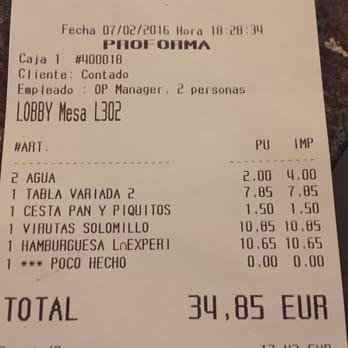 Fecha 07/02/2016 Hora 18:28:34
PROFORMA
Caja 1 #400018
Cliente: Contado
Empleado : OP Manager, 2 personas
LOBBY Mesa L302
#ART. PU IMP
2 AGUA 2.00 4.00
1 TABLA VARIADA 2 7.85 7.85
1 CESTA PAN Y PIQUITOS 1.50 1.50
1 VIRUTAS SOLOMILLO 10.85 10.85
1 HAMBURGUESA L∩EXPERI 10.65 10.65
1 *** POCO HECHO 0.00 0.00
TOTAL 34,85 EUR